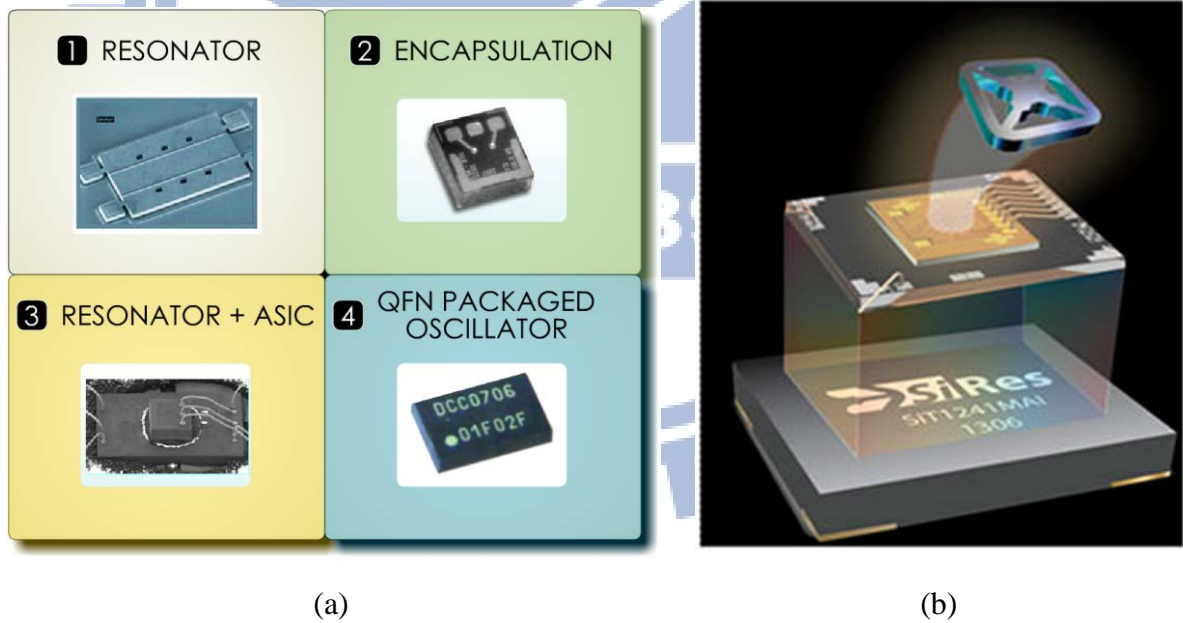 1 RESONATOR
2 ENCAPSULATION
3 RESONATOR + ASIC
4 QFN PACKAGED
OSCILLATOR
DCC0706
01F02F
SiRes
SiT1241MAI
1306
(a)
(b)